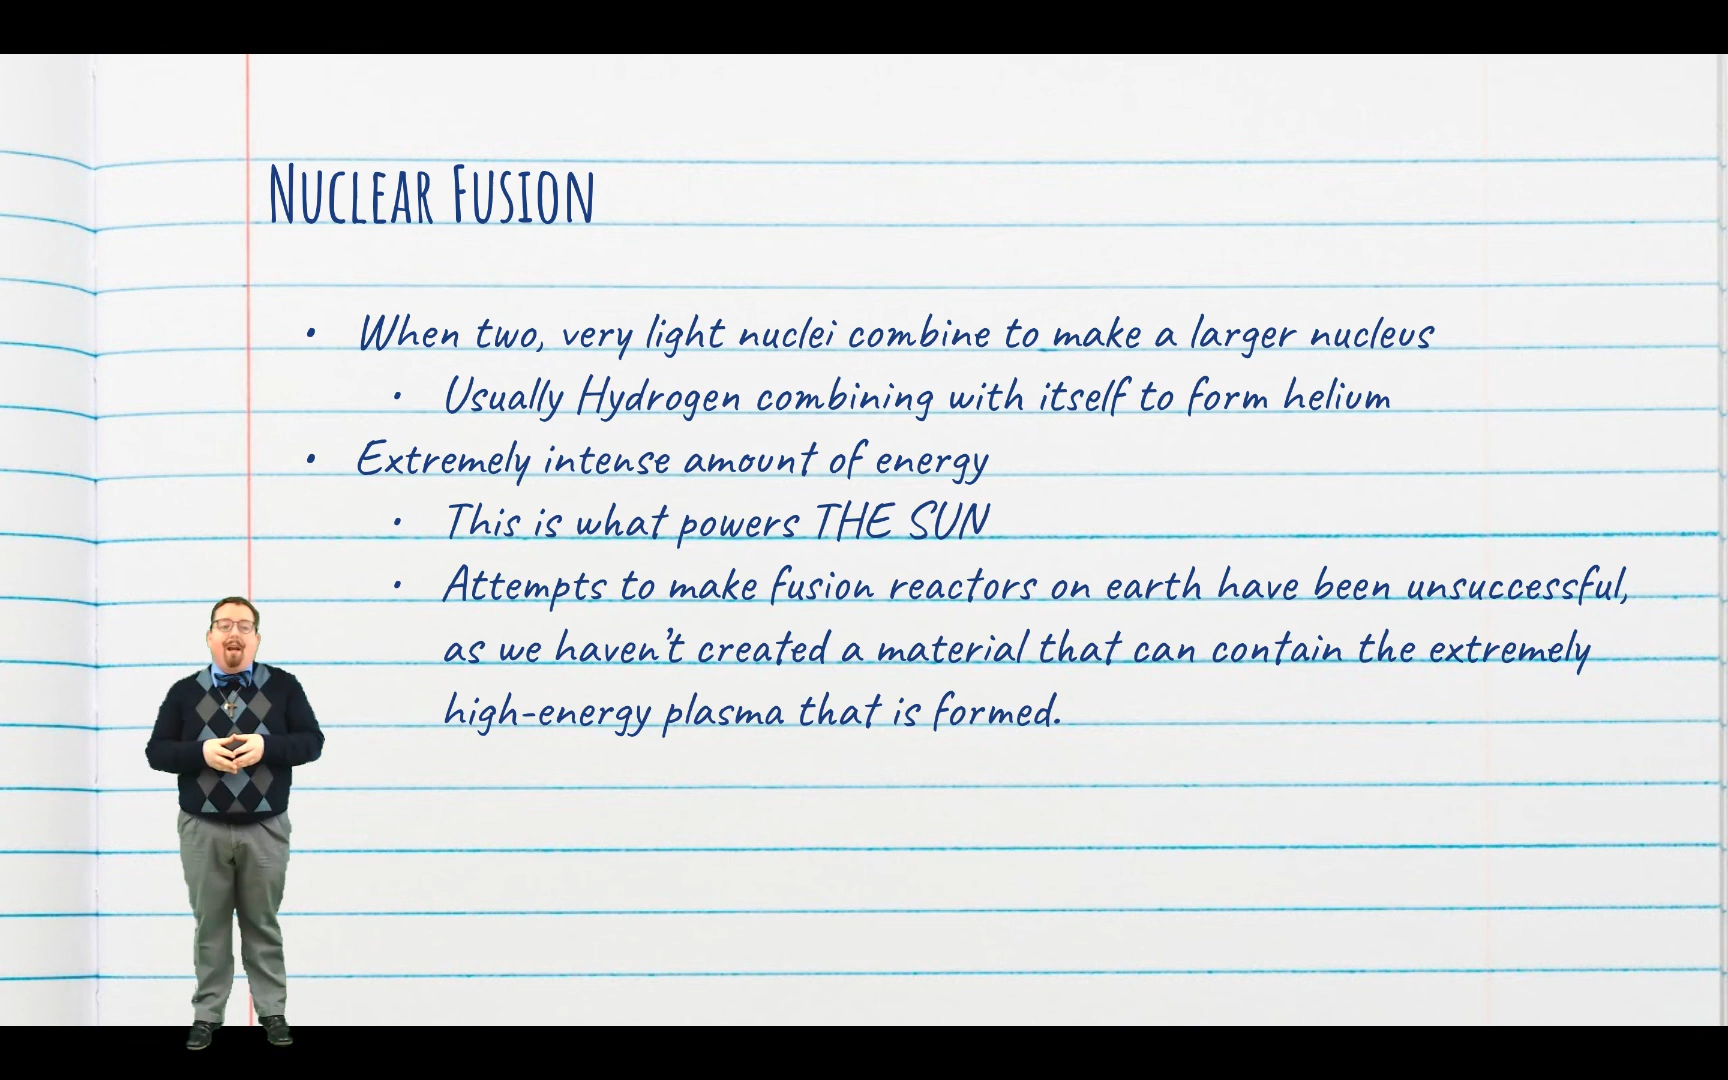 Nuclear Fusion
• When two, very light nuclei combine to make a larger nucleus
• Usually Hydrogen combining with itself to form helium
• Extremely intense amount of energy
• This is what powers THE SUN
• Attempts to make fusion reactors on earth have been unsuccessful,
as we haven't created a material that can contain the extremely
high-energy plasma that is formed.